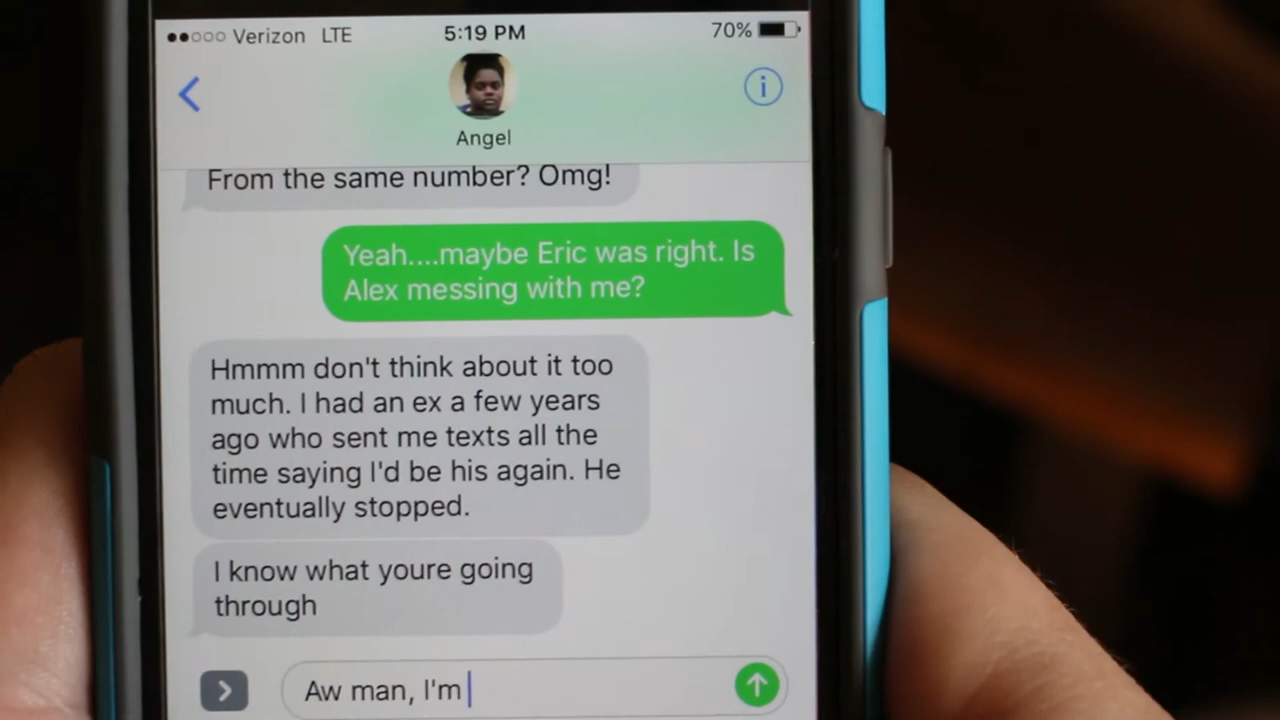 Verizon LTE 5:19 PM 70%
Angel
From the same number? Omg!
Yeah....maybe Eric was right. Is
Alex messing with me?
Hmmm don't think about it too
much. I had an ex a few years
ago who sent me texts all the
time saying I'd be his again. He
eventually stopped.
I know what youre going
through
Aw man, I'm